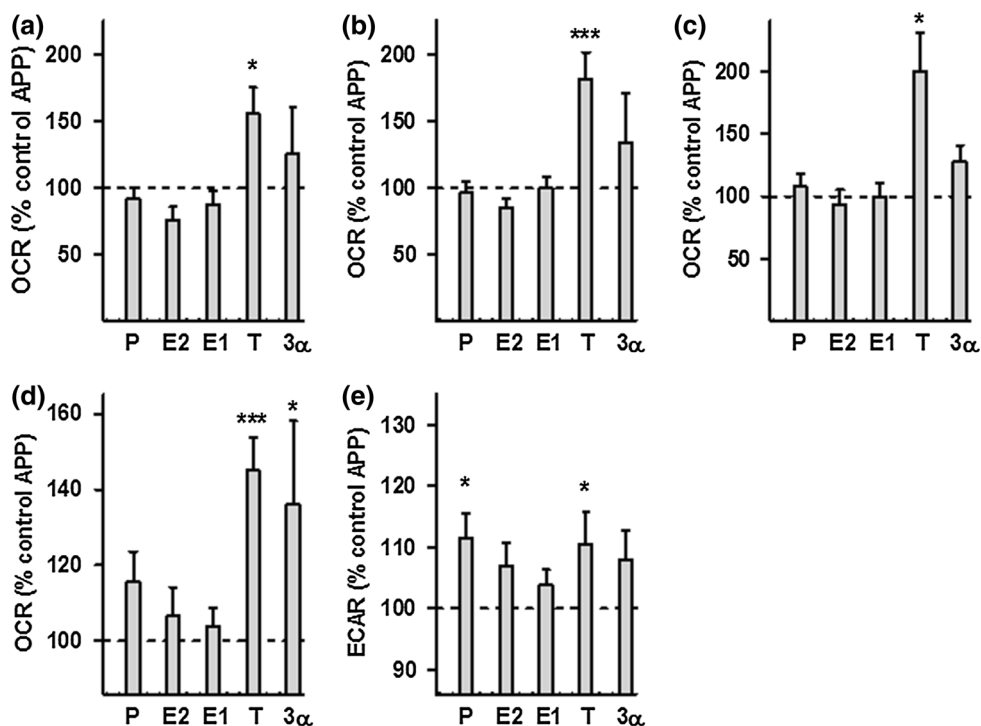 (a)
OCR (% control APP)
200
150
100
50
*
P E2 E1 T 3α
(b)
OCR (% control APP)
200
150
100
50
***
P E2 E1 T 3α
(c)
OCR (% control APP)
200
150
100
50
*
P E2 E1 T 3α
(d)
OCR (% control APP)
160
140
120
100
***
*
P E2 E1 T 3α
(e)
ECAR (% control APP)
130
120
110
100
90
*
*
P E2 E1 T 3α